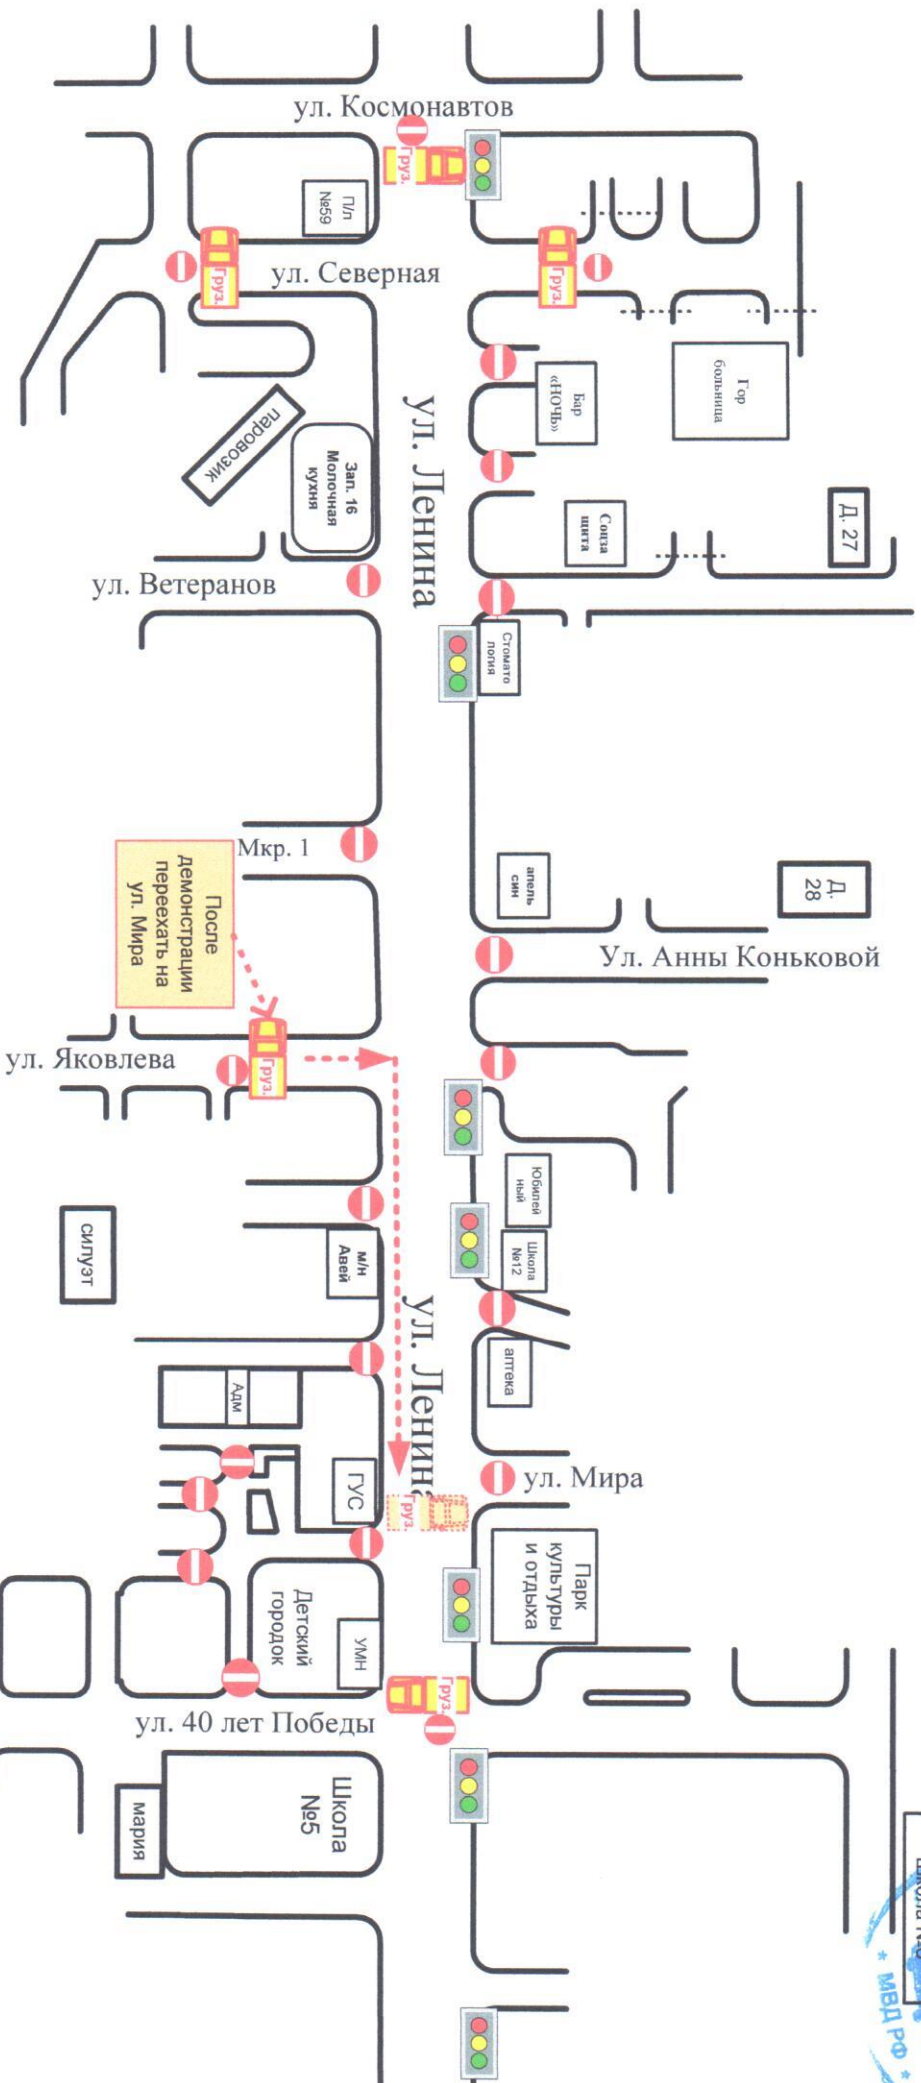 ул. Космонавтов
Груз.
П/л
№59
ул. Северная
Груз.
Груз.
Гор
больница
Бар
«НОЧЬ»
паровозик
Зап. 16
Молочная
кухня
ул. Ленина
Соцза
щита
Д. 27
ул. Ветеранов
Стомато
логия
Мкр. 1
После
демонстрации
переехать на
ул. Мира
апель
син
Д.
28
Ул. Анны Коньковой
ул. Яковлева
Груз.
Юбилей
ный
Школа
№12
силуэт
м/н
Авей
ул. Ленина
аптека
Адм
ГУС
ул. Мира
Груз.
Парк
культуры
и отдыха
Детский
городок
УМН
Груз.
ул. 40 лет Победы
Школа
№5
мария
* МВД РФ *